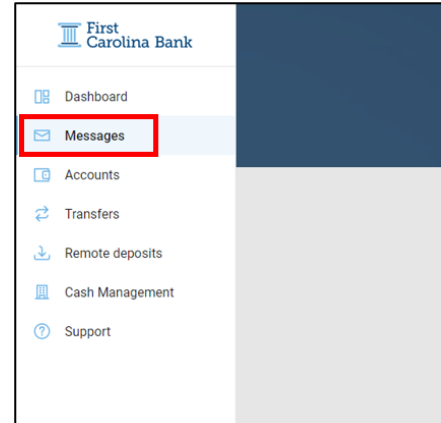 First
Carolina Bank
Dashboard
Messages
Accounts
Transfers
Remote deposits
Cash Management
Support